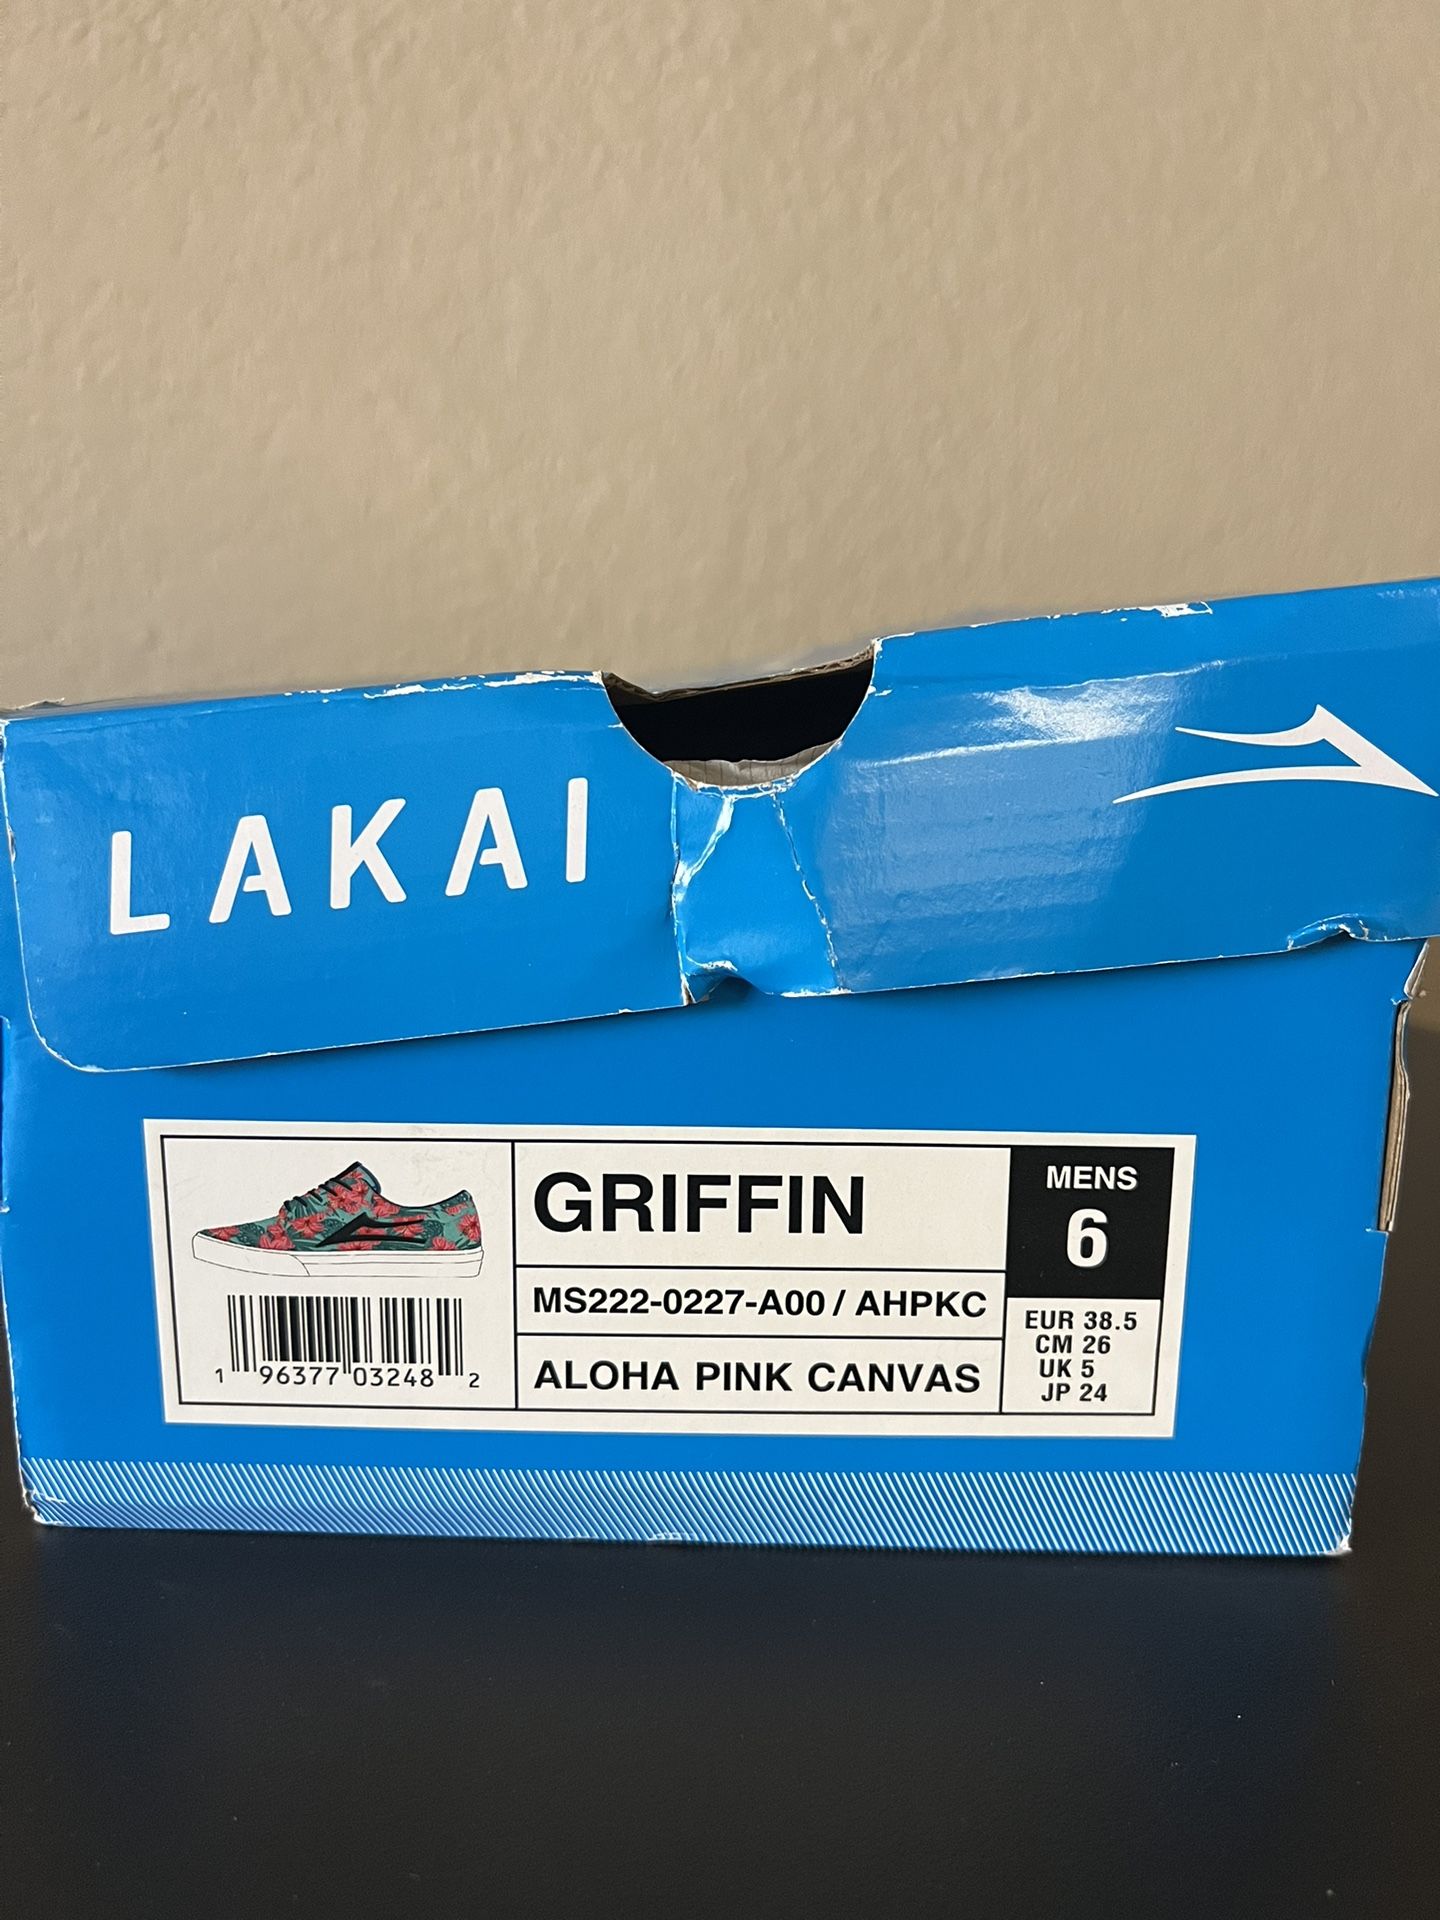 LAKAI
GRIFFIN
MS222-0227-A00 / AHPKC
ALOHA PINK CANVAS
MENS
6
EUR 38.5
CM 26
UK 5
JP 24
1 96377 03248 2